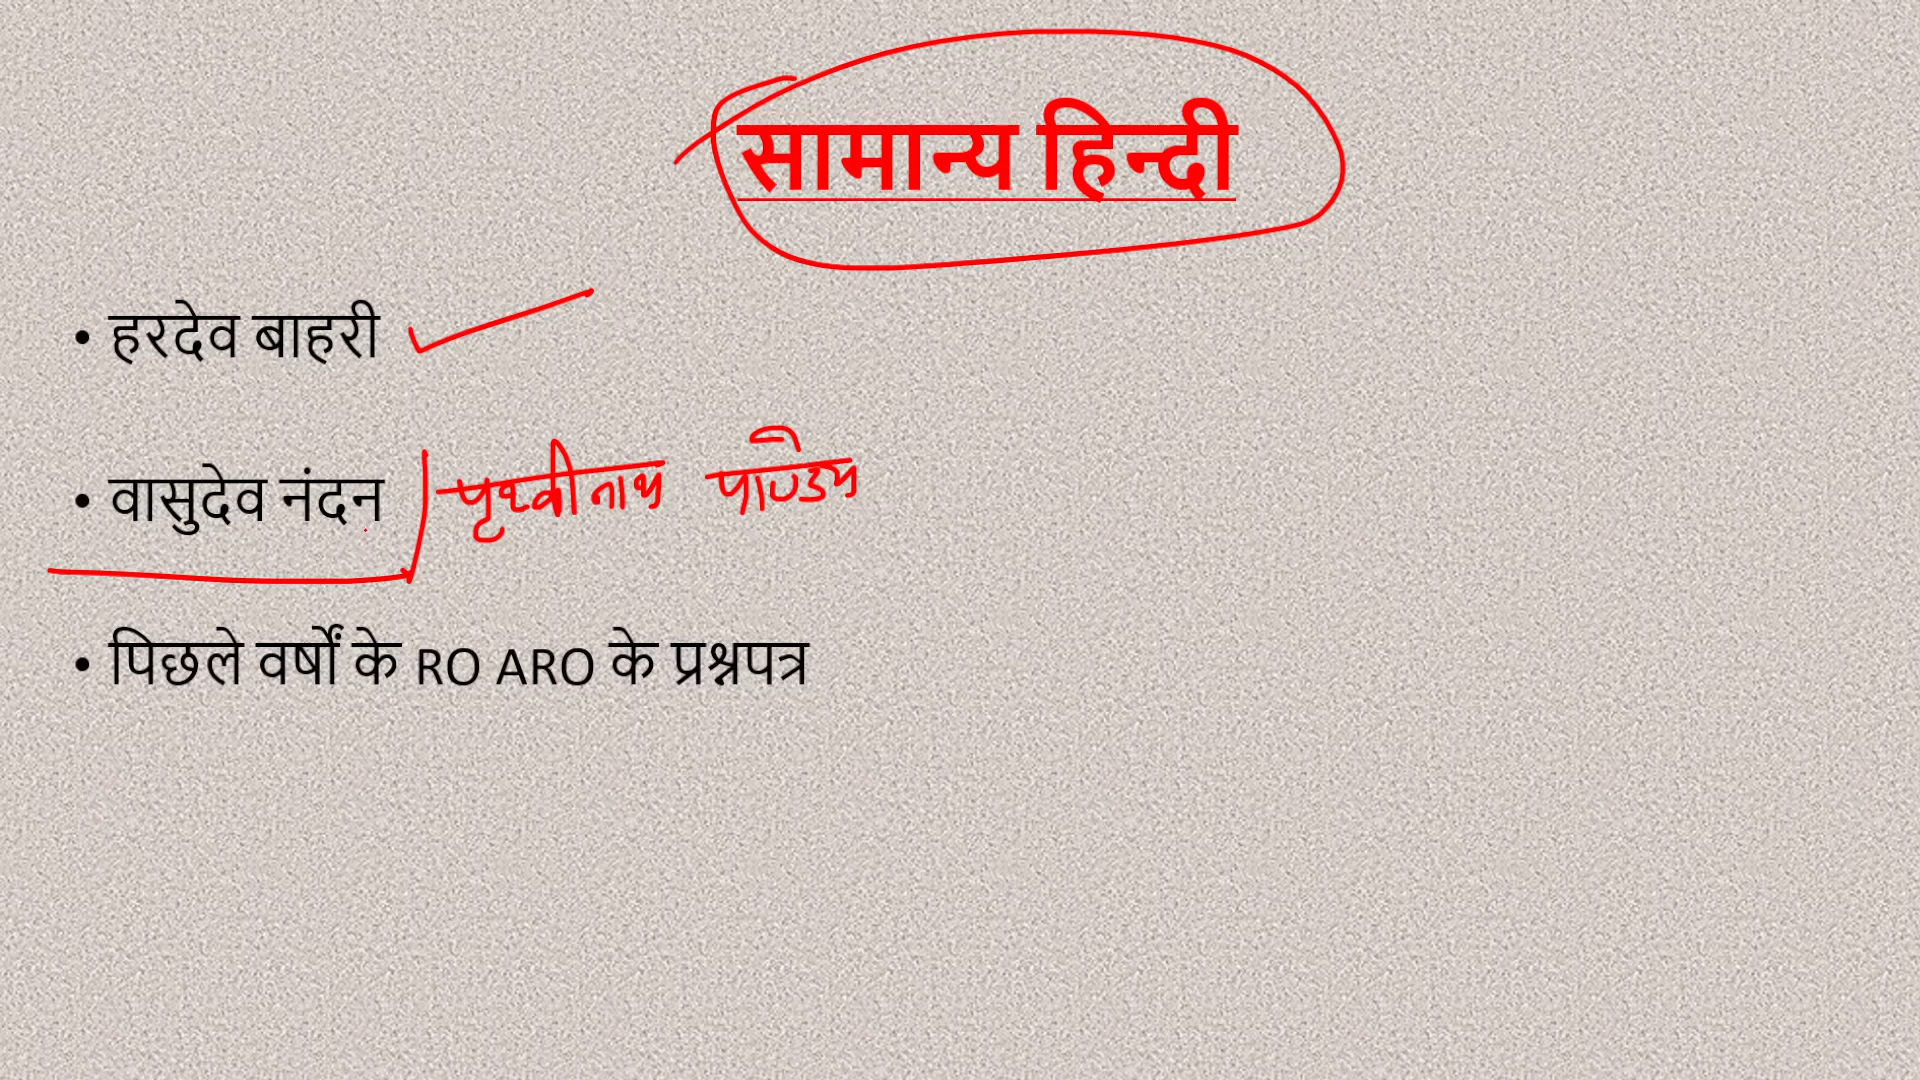 सामान्य हिन्दी
• हरदेव बाहरी
• वासुदेव नंदन पृथ्वीनाथ पाण्डेय
• पिछले वर्षों के RO ARO के प्रश्नपत्र